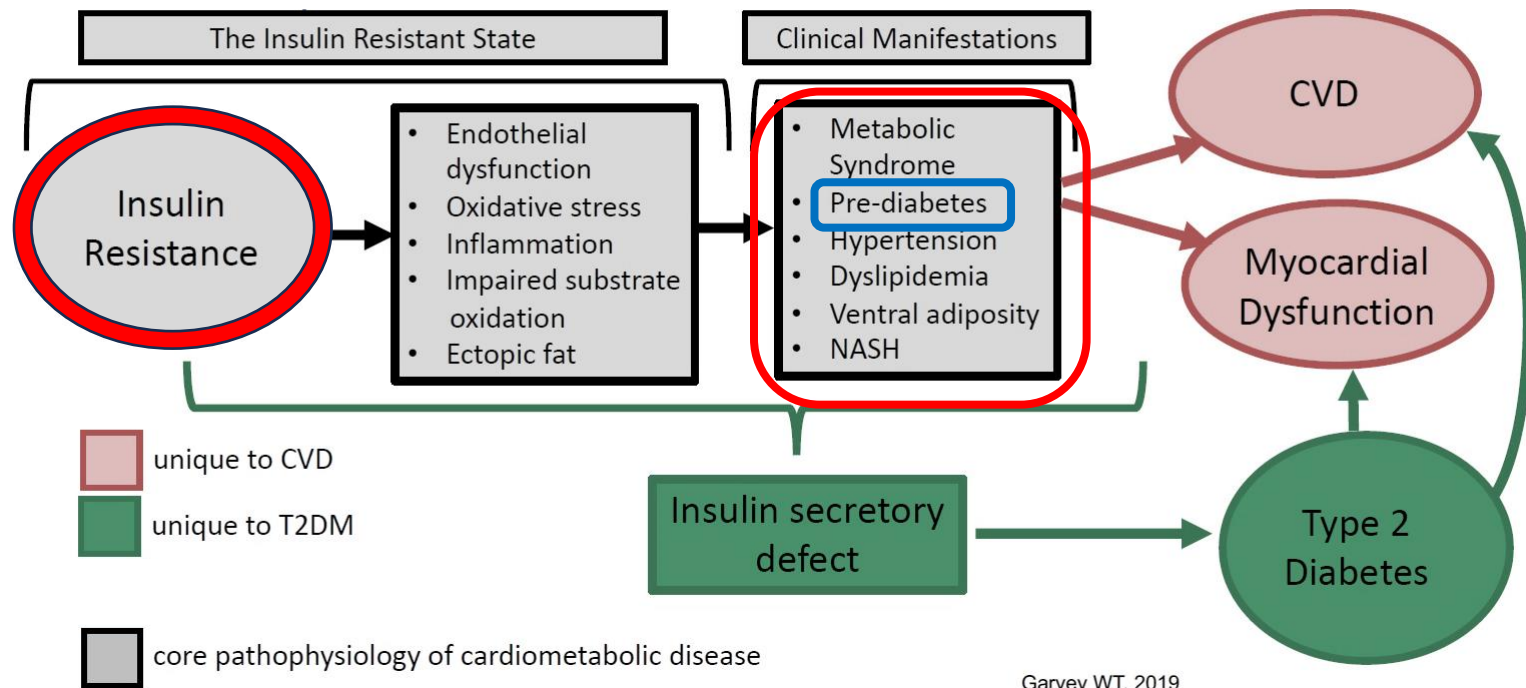 The Insulin Resistant State
Clinical Manifestations
Insulin
Resistance
• Endothelial
dysfunction
• Oxidative stress
• Inflammation
• Impaired substrate
oxidation
• Ectopic fat
• Metabolic
Syndrome
• Pre-diabetes
• Hypertension
• Dyslipidemia
• Ventral adiposity
• NASH
CVD
Myocardial
Dysfunction
unique to CVD
unique to T2DM
Insulin secretory
defect
Type 2
Diabetes
core pathophysiology of cardiometabolic disease
Garvey WT, 2019